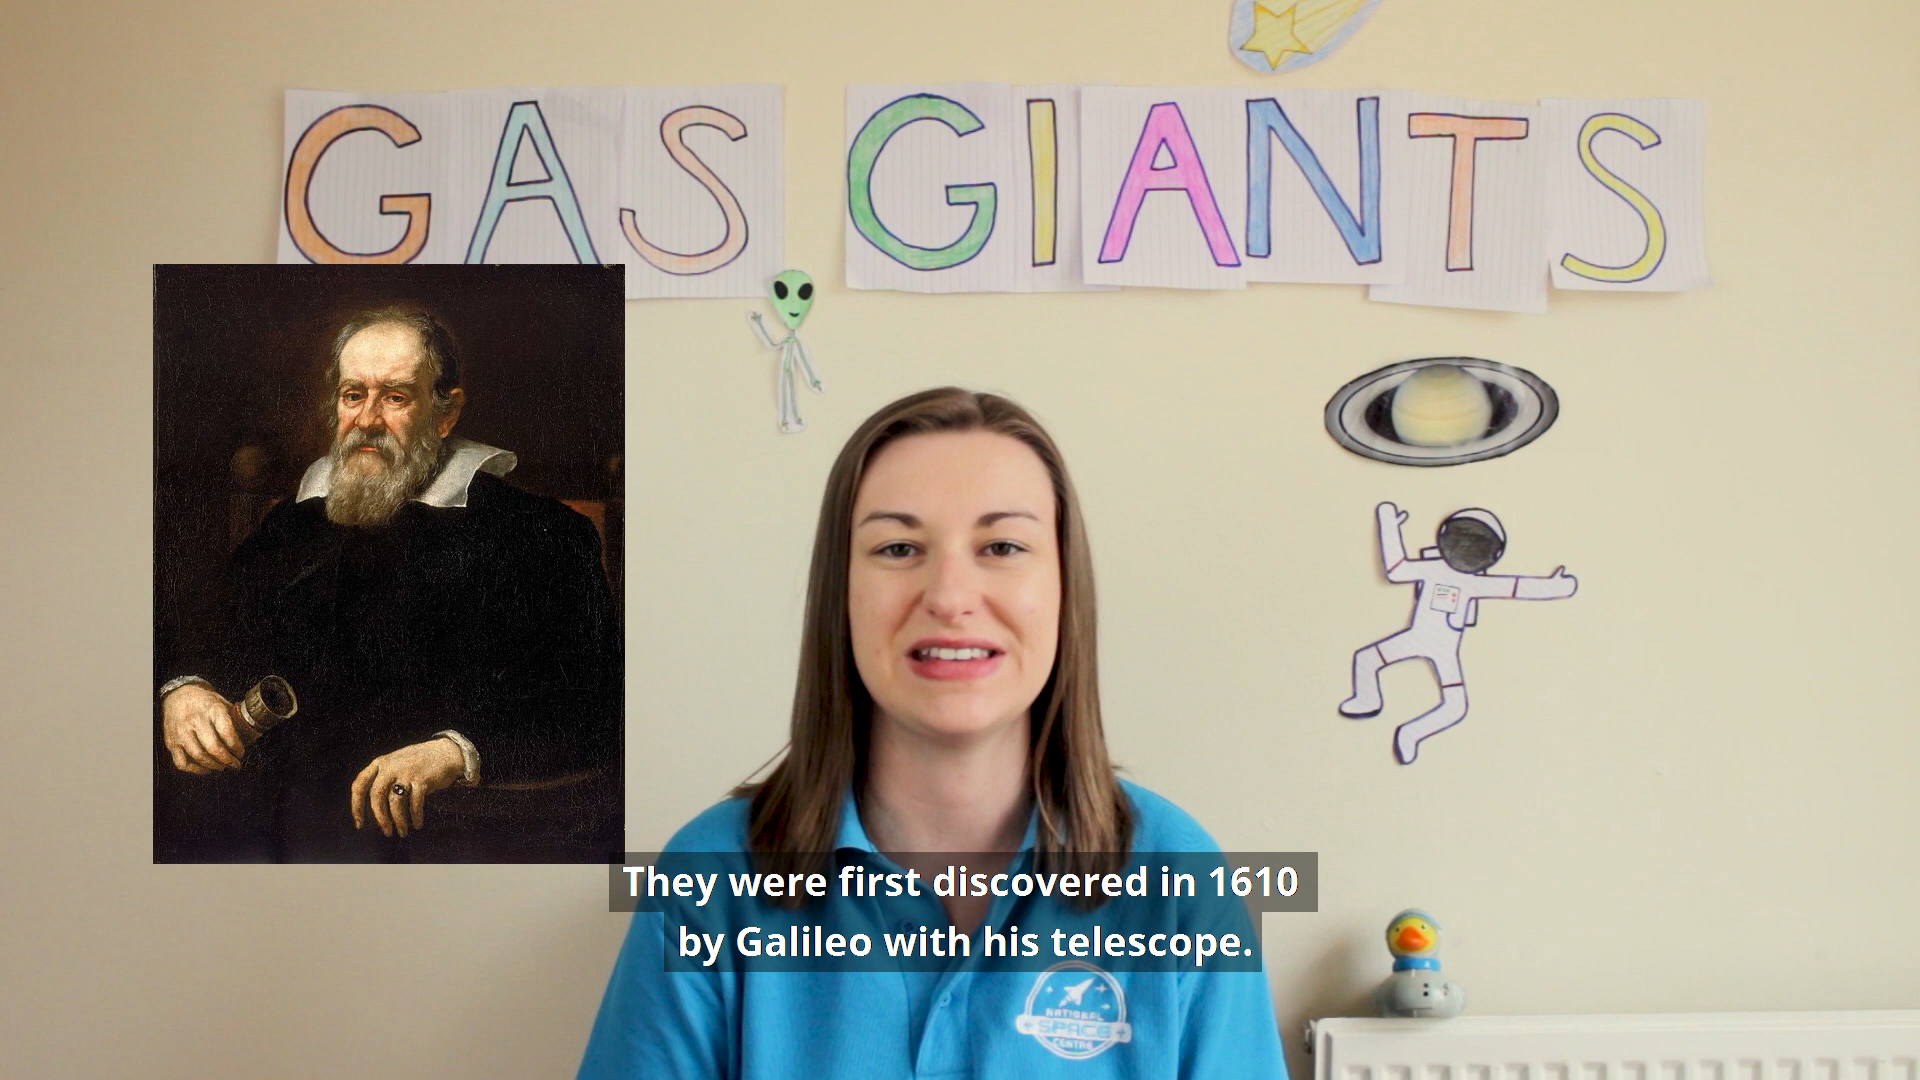 GAS GIANTS
They were first discovered in 1610
by Galileo with his telescope.
NATIONAL
SPACE
CENTRE